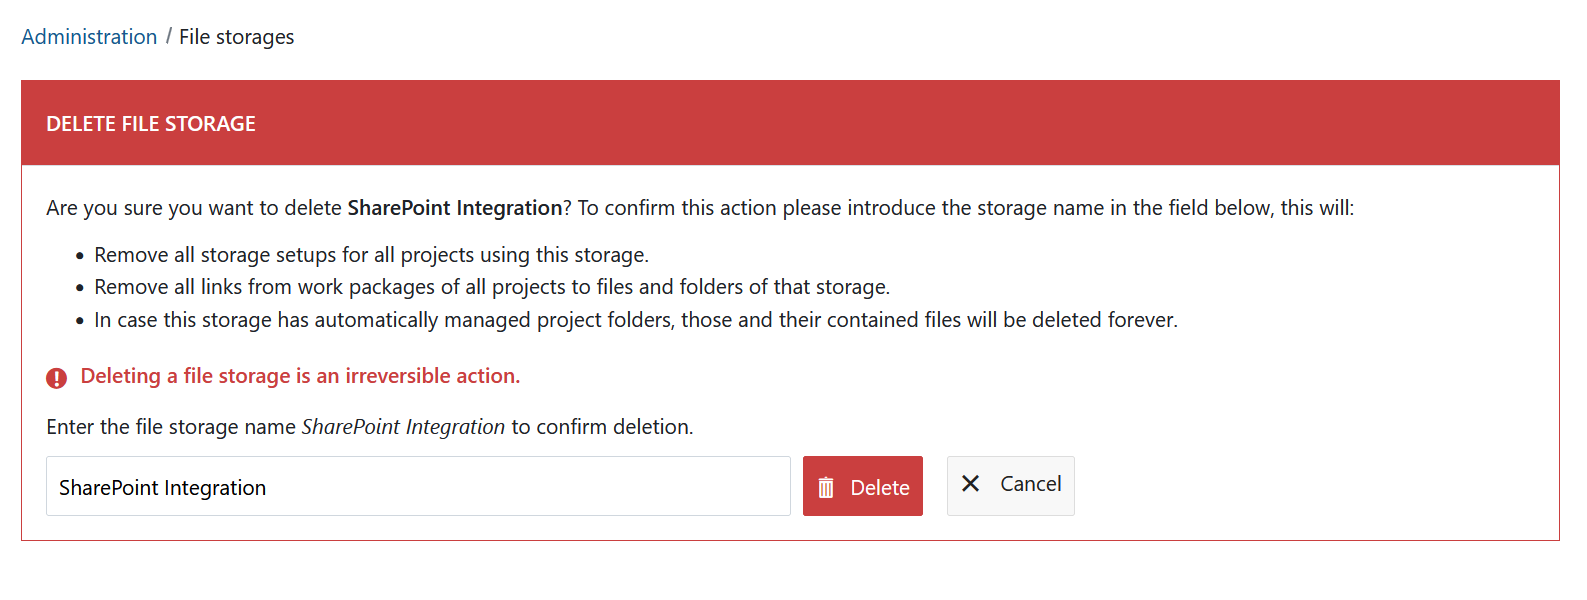 Administration / File storages
DELETE FILE STORAGE
Are you sure you want to delete SharePoint Integration? To confirm this action please introduce the storage name in the field below, this will:
• Remove all storage setups for all projects using this storage.
• Remove all links from work packages of all projects to files and folders of that storage.
• In case this storage has automatically managed project folders, those and their contained files will be deleted forever.
Deleting a file storage is an irreversible action.
Enter the file storage name SharePoint Integration to confirm deletion.
SharePoint Integration Delete Cancel